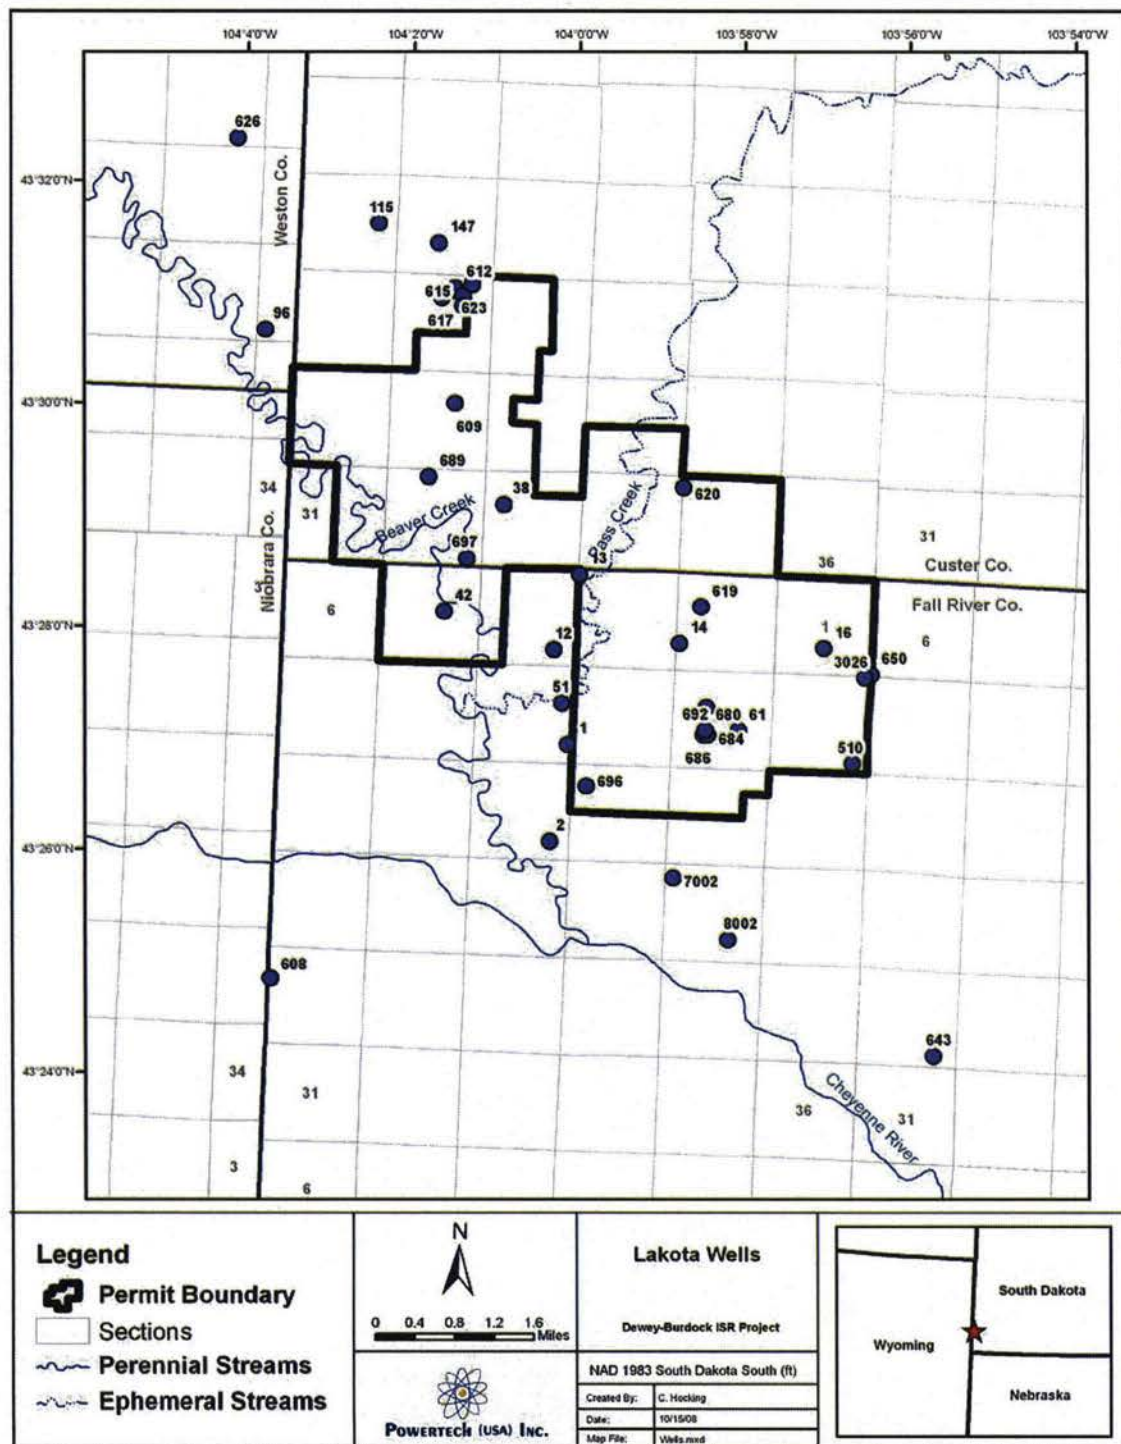 104°4'0"W 104°2'0"W 104°0'0"W 103°58'0"W 103°56'0"W 103°54'0"W
626
43°32'0"N
Weston Co.
115
147
612
615
623
617
96
43°30'0"N
609
689
38
34
31
Beaver Creek
Pass Creek
620
31
697
13
36
Custer Co.
Niobrara Co.
3
6
42
619
Fall River Co.
43°28'0"N
12
14
1
16
6
3026
650
51
692
680
61
684
1
686
510
696
43°26'0"N
2
7002
8002
608
643
43°24'0"N
34
31
Cheyenne River
36
31
3
6
Legend
Permit Boundary
Sections
Perennial Streams
Ephemeral Streams
N
0 0.4 0.8 1.2 1.6
Miles
POWERTECH (USA) INC.
Lakota Wells
Dewey-Burdock ISR Project
NAD 1983 South Dakota South (ft)
Created By: C. Hocking
Date: 10/15/08
Map File: Wells.mxd
South Dakota
Wyoming
Nebraska